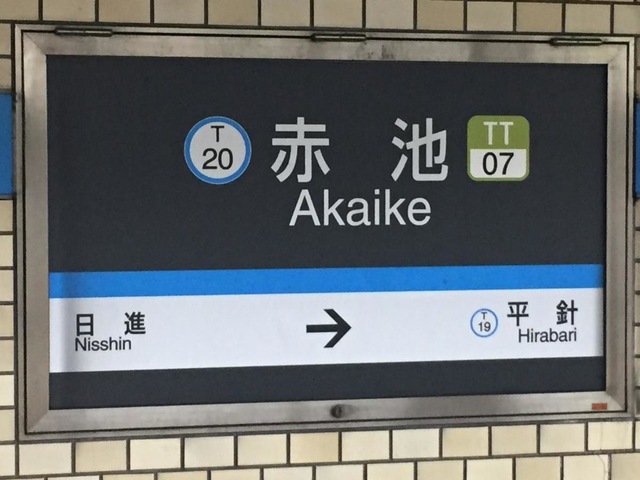 T
20
赤池
TT
07
Akaike
日進
Nisshin
→
T
19
平針
Hirabari